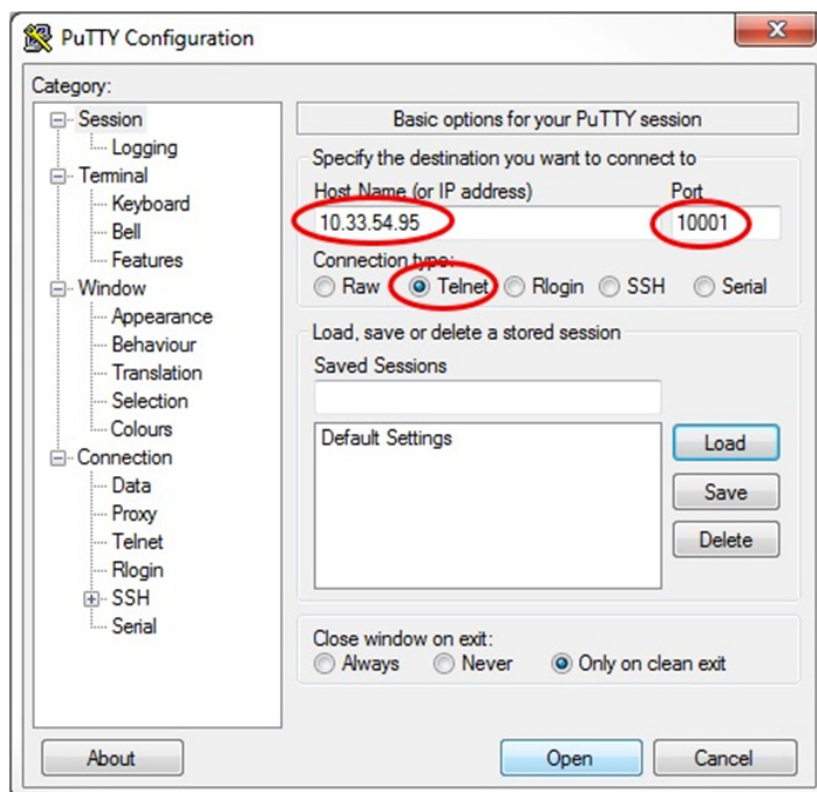 PuTTY Configuration
Category:
Session
Logging
Terminal
Keyboard
Bell
Features
Window
Appearance
Behaviour
Translation
Selection
Colours
Connection
Data
Proxy
Telnet
Rlogin
SSH
Serial
Basic options for your PuTTY session
Specify the destination you want to connect to
Host Name (or IP address) Port
10.33.54.95 10001
Connection type:
Raw Telnet Rlogin SSH Serial
Load, save or delete a stored session
Saved Sessions
Default Settings
Load
Save
Delete
Close window on exit:
Always Never Only on clean exit
About Open Cancel